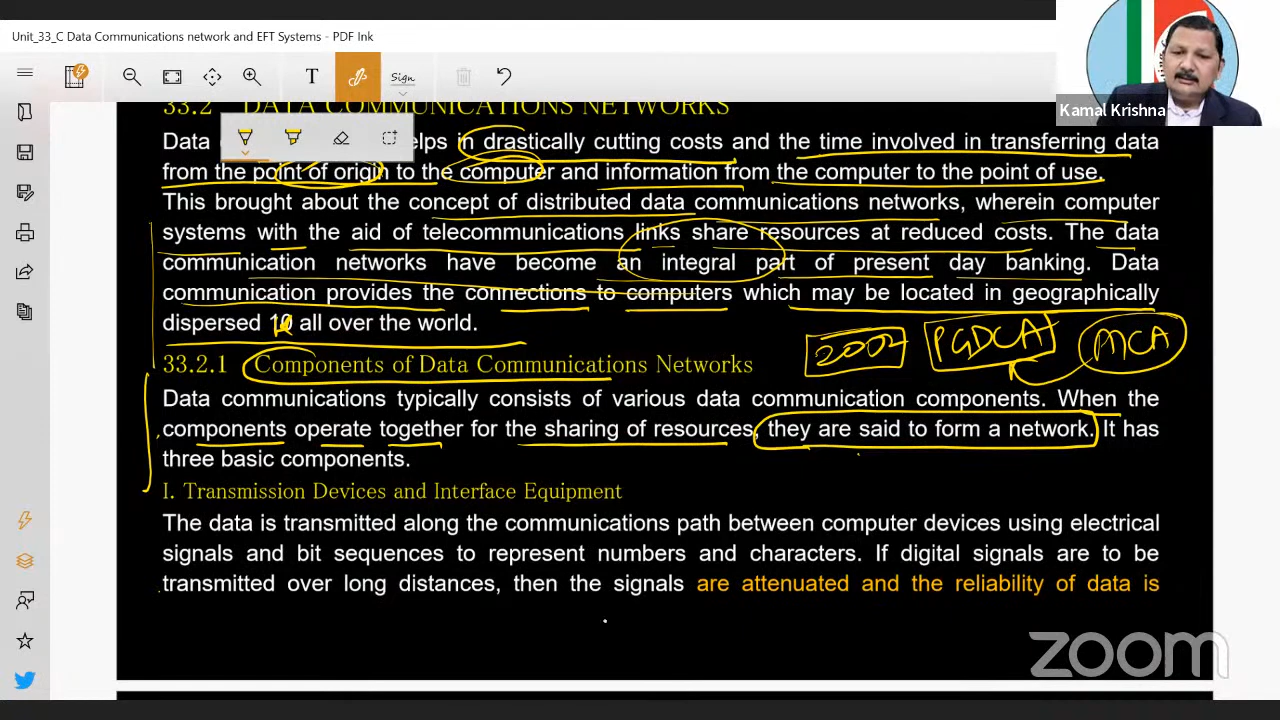 Unit_33_C Data Communications network and EFT Systems - PDF Ink
T
Sign
Kamal Krishna
33.2 DATA COMMUNICATIONS NETWORKS
Data elps in drastically cutting costs and the time involved in transferring data
from the point of origin to the computer and information from the computer to the point of use.
This brought about the concept of distributed data communications networks, wherein computer
systems with the aid of telecommunications links share resources at reduced costs. The data
communication networks have become an integral part of present day banking. Data
communication provides the connections to computers which may be located in geographically
dispersed all over the world.
2007 PGDCA MCA
33.2.1 Components of Data Communications Networks
Data communications typically consists of various data communication components. When the
components operate together for the sharing of resources, they are said to form a network. It has
three basic components.
I. Transmission Devices and Interface Equipment
The data is transmitted along the communications path between computer devices using electrical
signals and bit sequences to represent numbers and characters. If digital signals are to be
transmitted over long distances, then the signals are attenuated and the reliability of data is
zoom